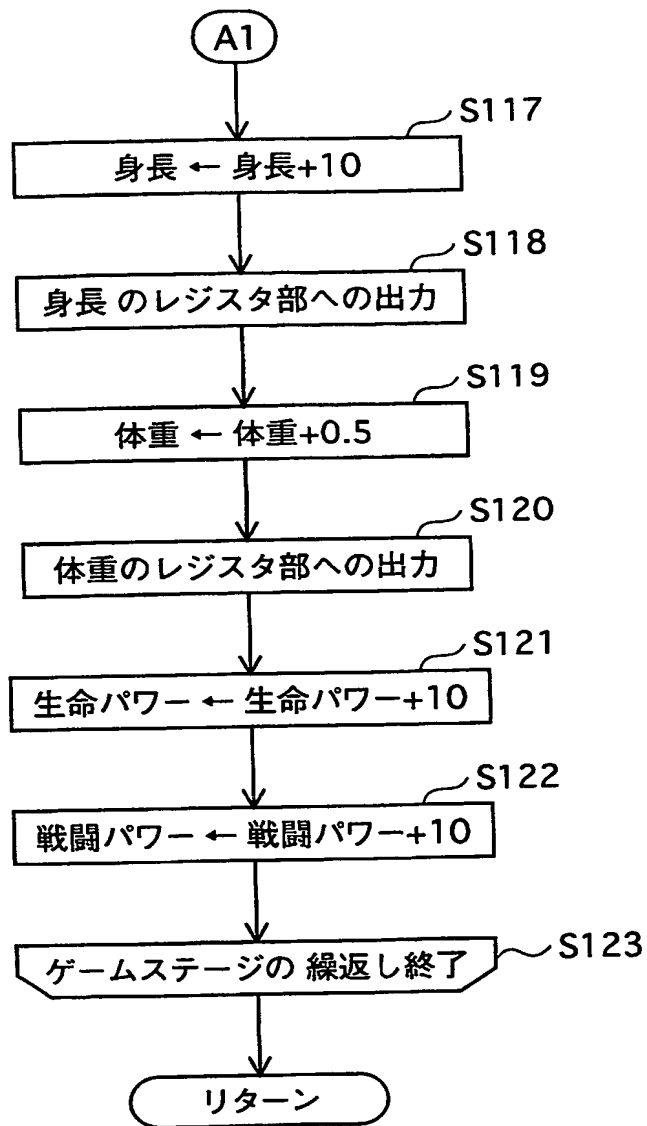 A1
S117
身長 ← 身長+10
S118
身長 のレジスタ部への出力
S119
体重 ← 体重+0.5
S120
体重のレジスタ部への出力
S121
生命パワー ← 生命パワー+10
S122
戦闘パワー ← 戦闘パワー+10
S123
ゲームステージの 繰返し終了
リターン